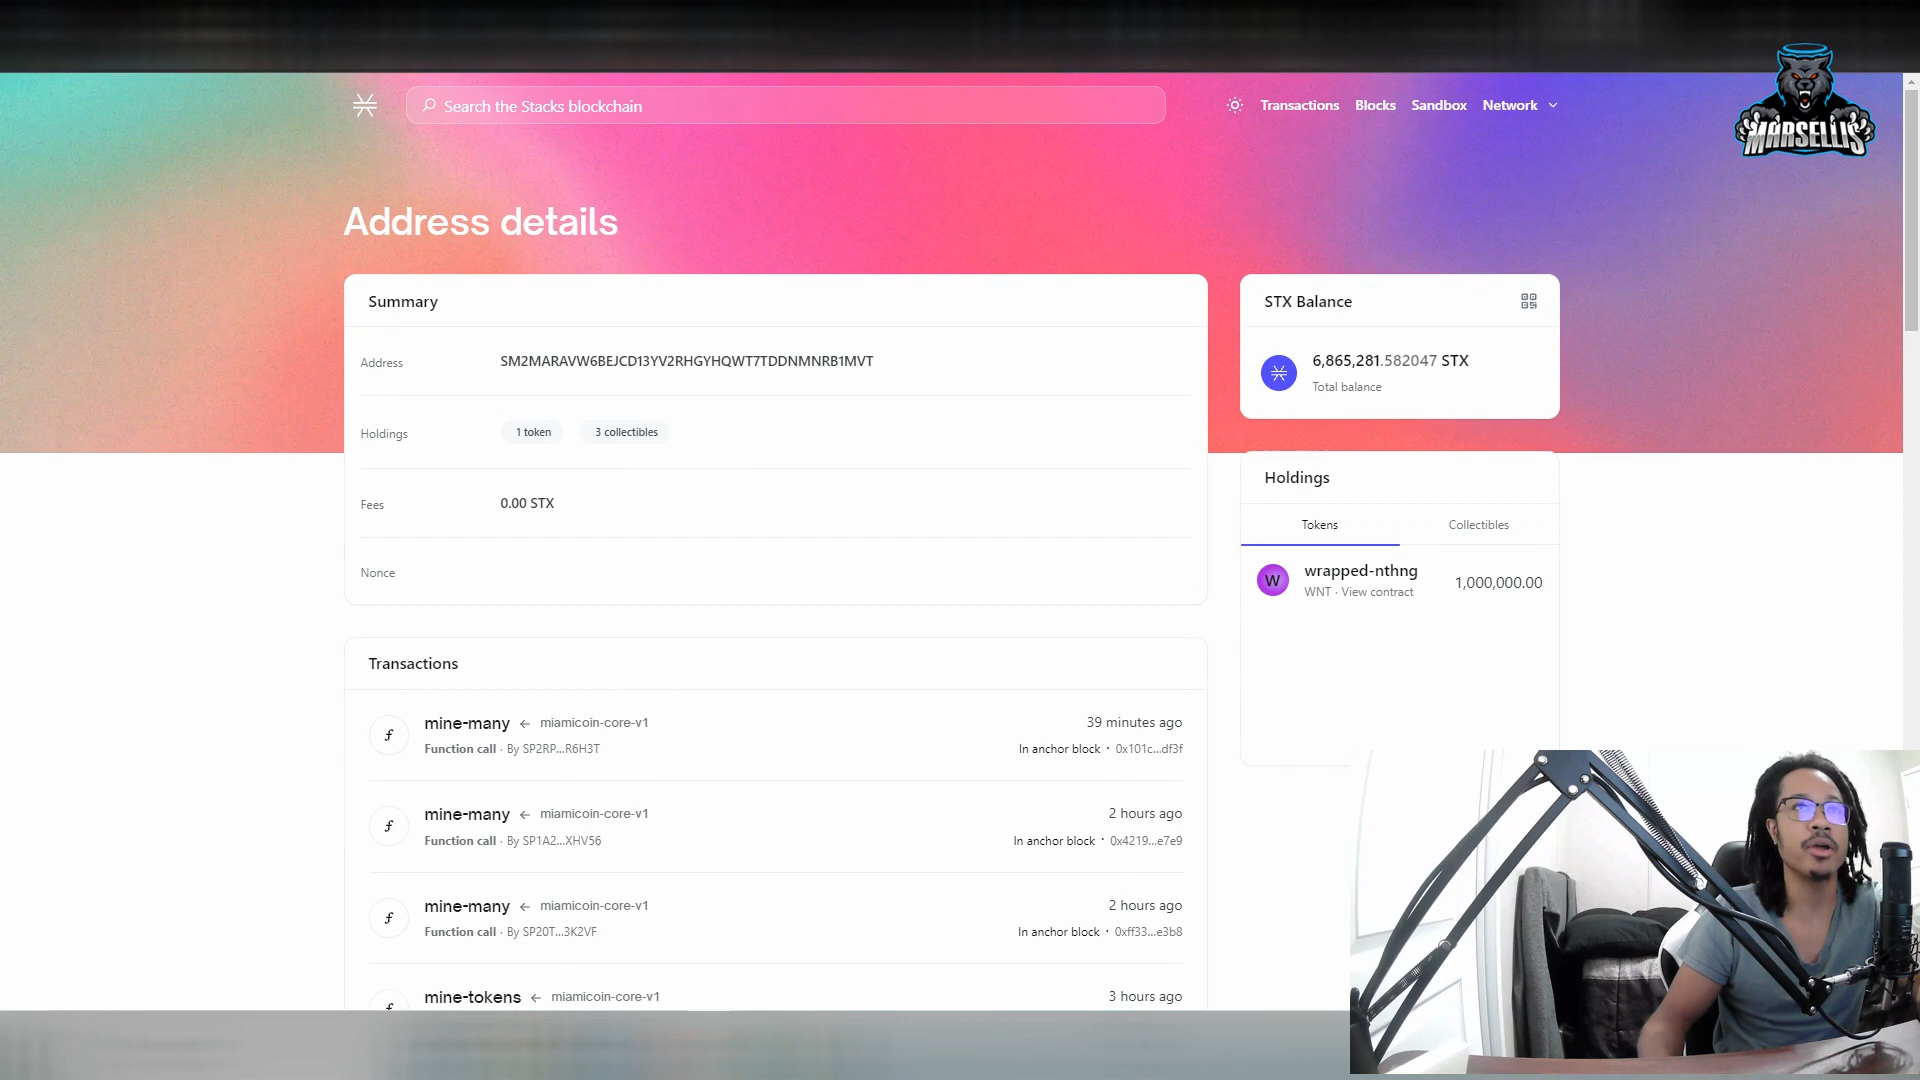 Search the Stacks blockchain
Transactions Blocks Sandbox Network
MARSELLIS
Address details
Summary
Address SM2MARAVW6BEJCD13YV2RHGYHQWT7TDDNMNRB1MVT
Holdings 1 token 3 collectibles
Fees 0.00 STX
Nonce
STX Balance
6,865,281.582047 STX
Total balance
Holdings
Tokens Collectibles
W wrapped-nthng 1,000,000.00
WNT · View contract
Transactions
mine-many ← miamicoin-core-v1 39 minutes ago
Function call · By SP2RP...R6H3T In anchor block · 0x101c...df3f
mine-many ← miamicoin-core-v1 2 hours ago
Function call · By SP1A2...XHV56 In anchor block · 0x4219...e7e9
mine-many ← miamicoin-core-v1 2 hours ago
Function call · By SP20T...3K2VF In anchor block · 0xff33...e3b8
mine-tokens ← miamicoin-core-v1 3 hours ago